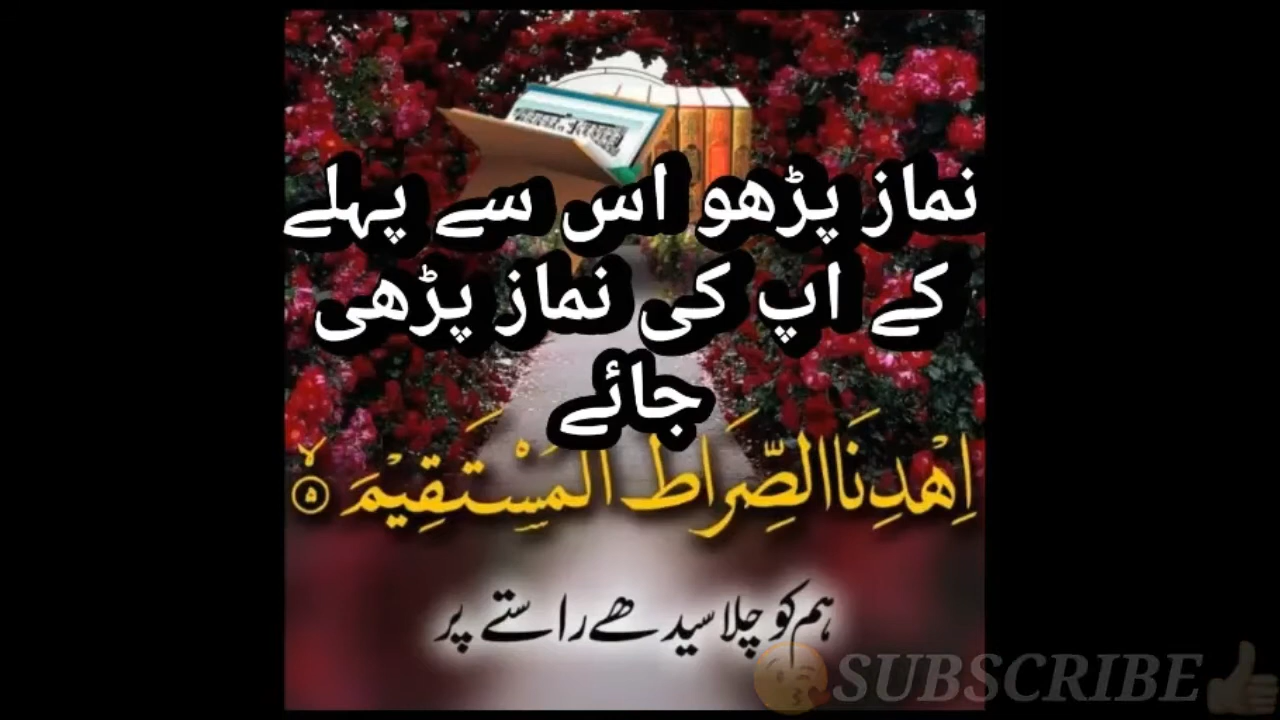 نماز پڑھو اس سے پہلے
کے اپ کی نماز پڑھی
جائے
اِهْدِنَا الصِّرَاطَ الْمُسْتَقِيْمَ ۵
ہم کو چلا سیدھے راستے پر
SUBSCRIBE